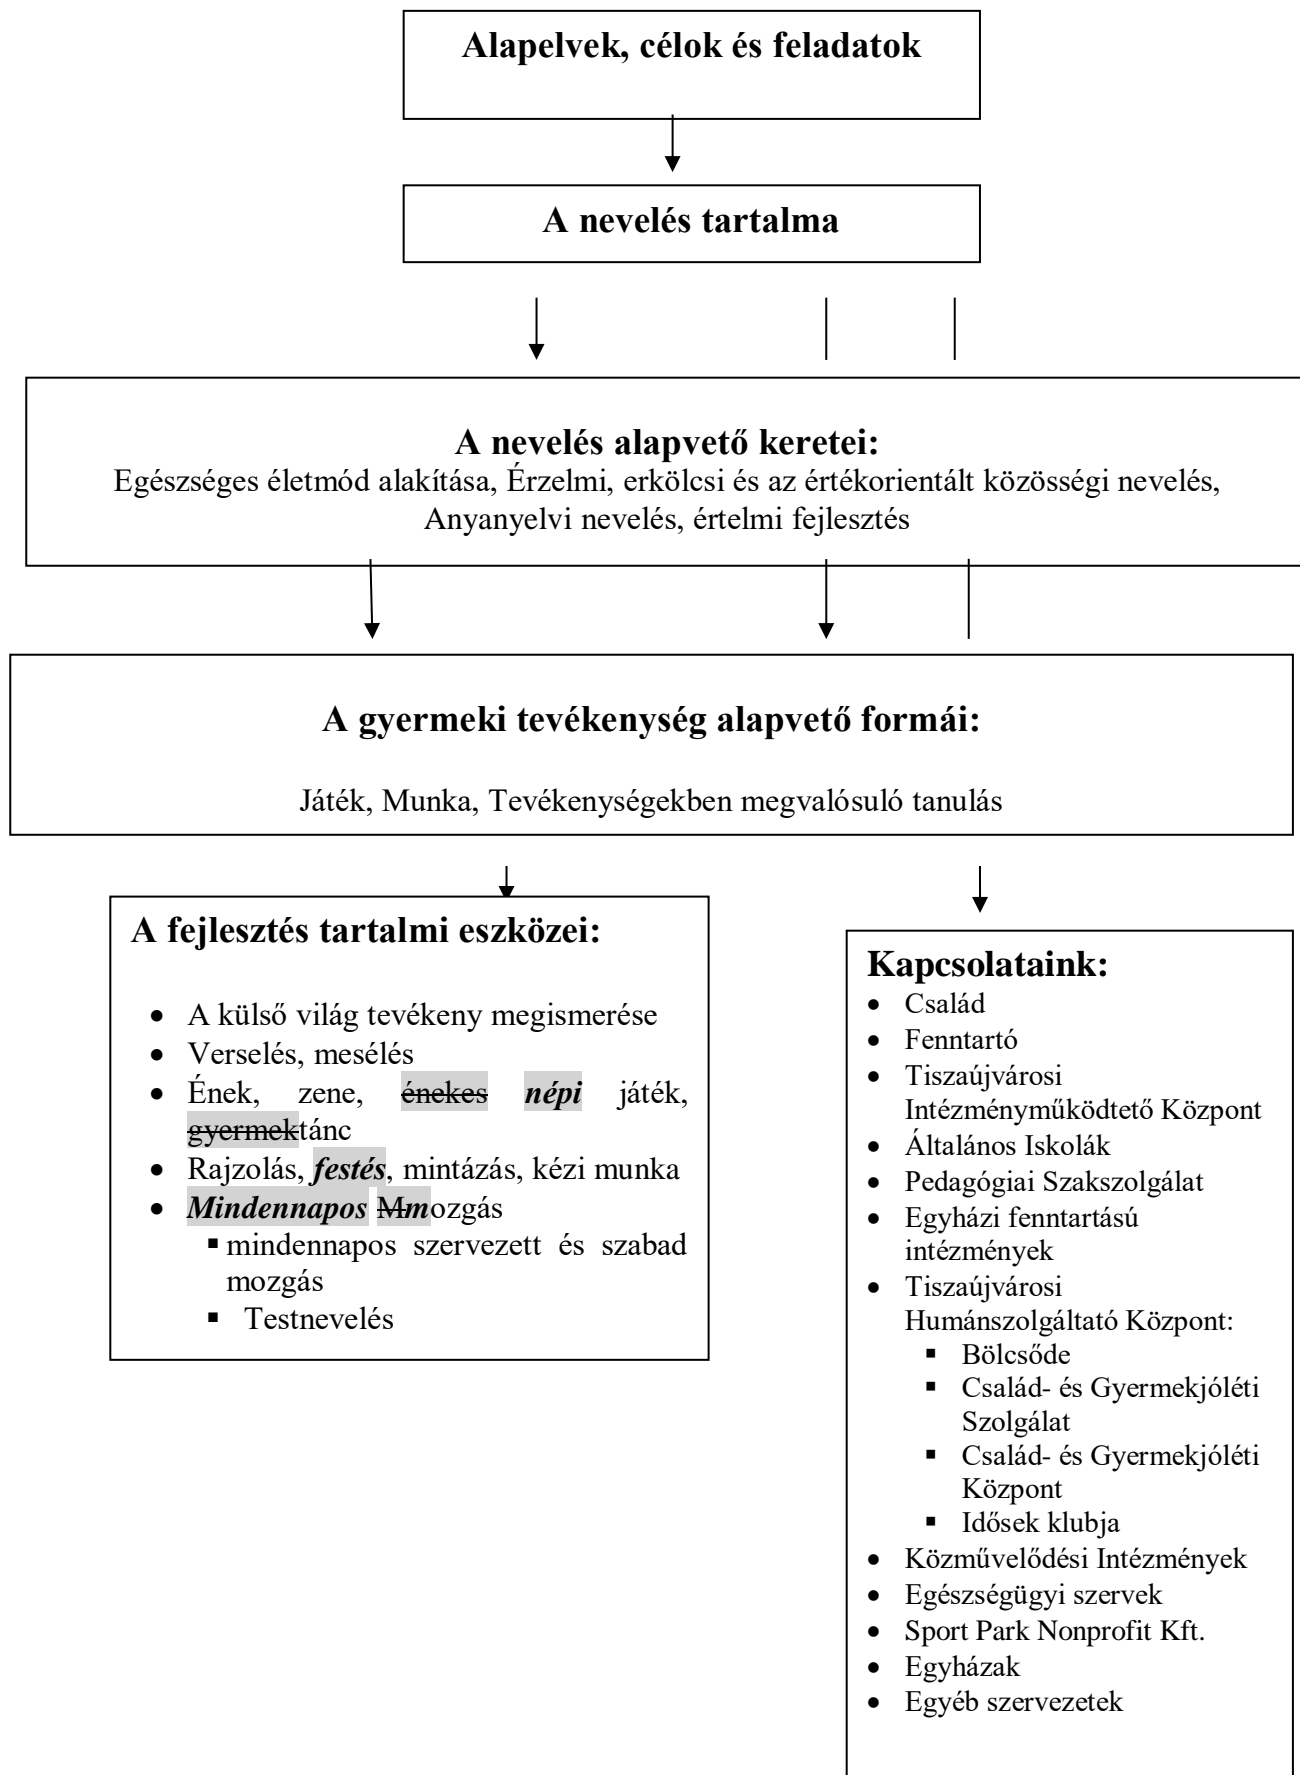 Alapelvek, célok és feladatok
A nevelés tartalma
A nevelés alapvető keretei:
Egészséges életmód alakítása, Érzelmi, erkölcsi és az értékorientált közösségi nevelés,
Anyanyelvi nevelés, értelmi fejlesztés
A gyermeki tevékenység alapvető formái:
Játék, Munka, Tevékenységekben megvalósuló tanulás
A fejlesztés tartalmi eszközei:
• A külső világ tevékeny megismerése
• Verselés, mesélés
• Ének, zene, énekes népi játék,
gyermektánc
• Rajzolás, festés, mintázás, kézi munka
• Mindennapos Mmozgás
▪ mindennapos szervezett és szabad
mozgás
▪ Testnevelés
Kapcsolataink:
• Család
• Fenntartó
• Tiszaújvárosi
Intézményműködtető Központ
• Általános Iskolák
• Pedagógiai Szakszolgálat
• Egyházi fenntartású
intézmények
• Tiszaújvárosi
Humánszolgáltató Központ:
▪ Bölcsőde
▪ Család- és Gyermekjóléti
Szolgálat
▪ Család- és Gyermekjóléti
Központ
▪ Idősek klubja
• Közművelődési Intézmények
• Egészségügyi szervek
• Sport Park Nonprofit Kft.
• Egyházak
• Egyéb szervezetek